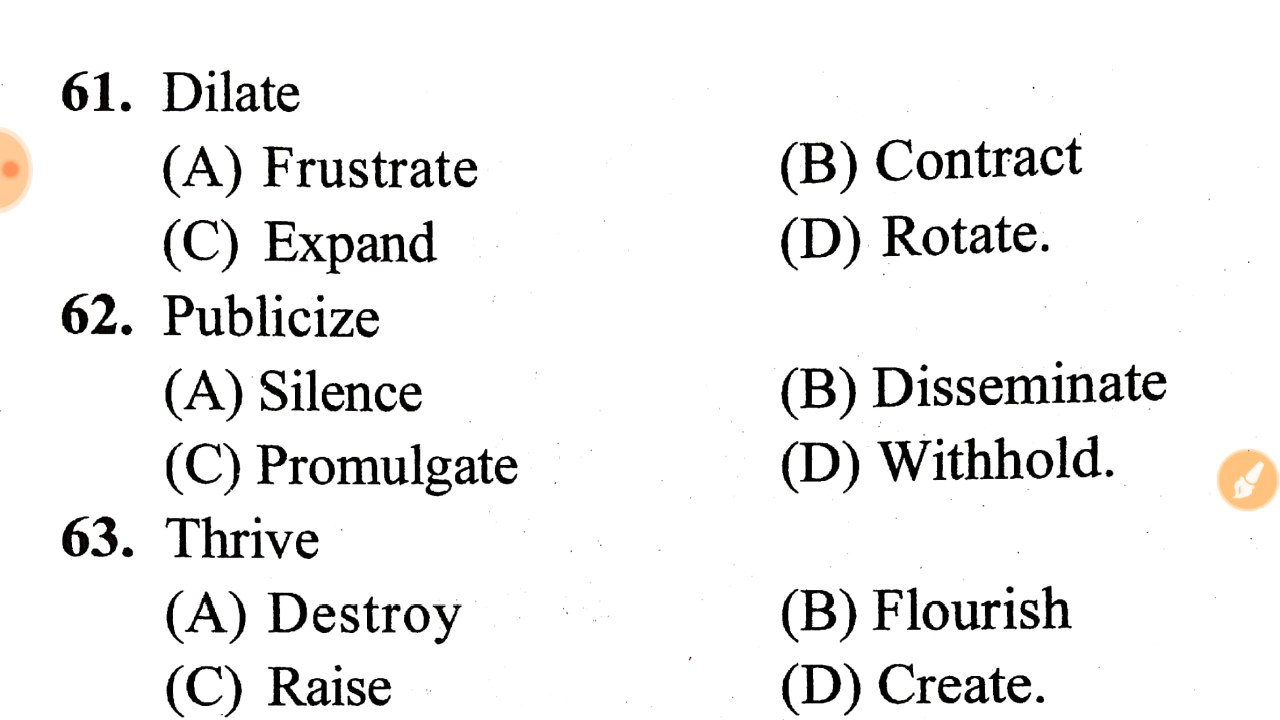 61. Dilate
(A) Frustrate (B) Contract
(C) Expand (D) Rotate.
62. Publicize
(A) Silence (B) Disseminate
(C) Promulgate (D) Withhold.
63. Thrive
(A) Destroy (B) Flourish
(C) Raise (D) Create.